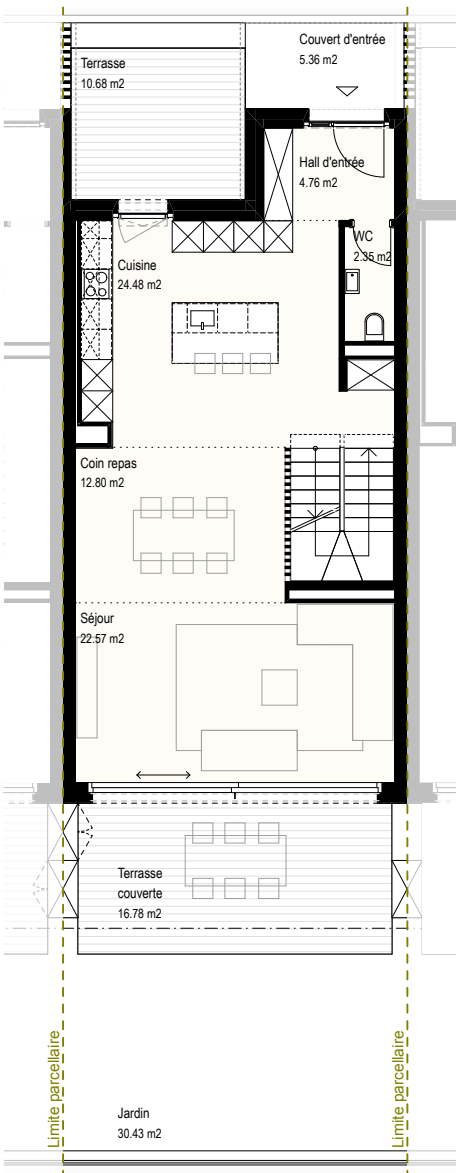 Couvert d'entrée
5.36 m2
Terrasse
10.68 m2
Hall d'entrée
4.76 m2
WC
2.35 m2
Cuisine
24.48 m2
Coin repas
12.80 m2
Séjour
22.57 m2
Terrasse
couverte
16.78 m2
Limite parcellaire
Limite parcellaire
Jardin
30.43 m2